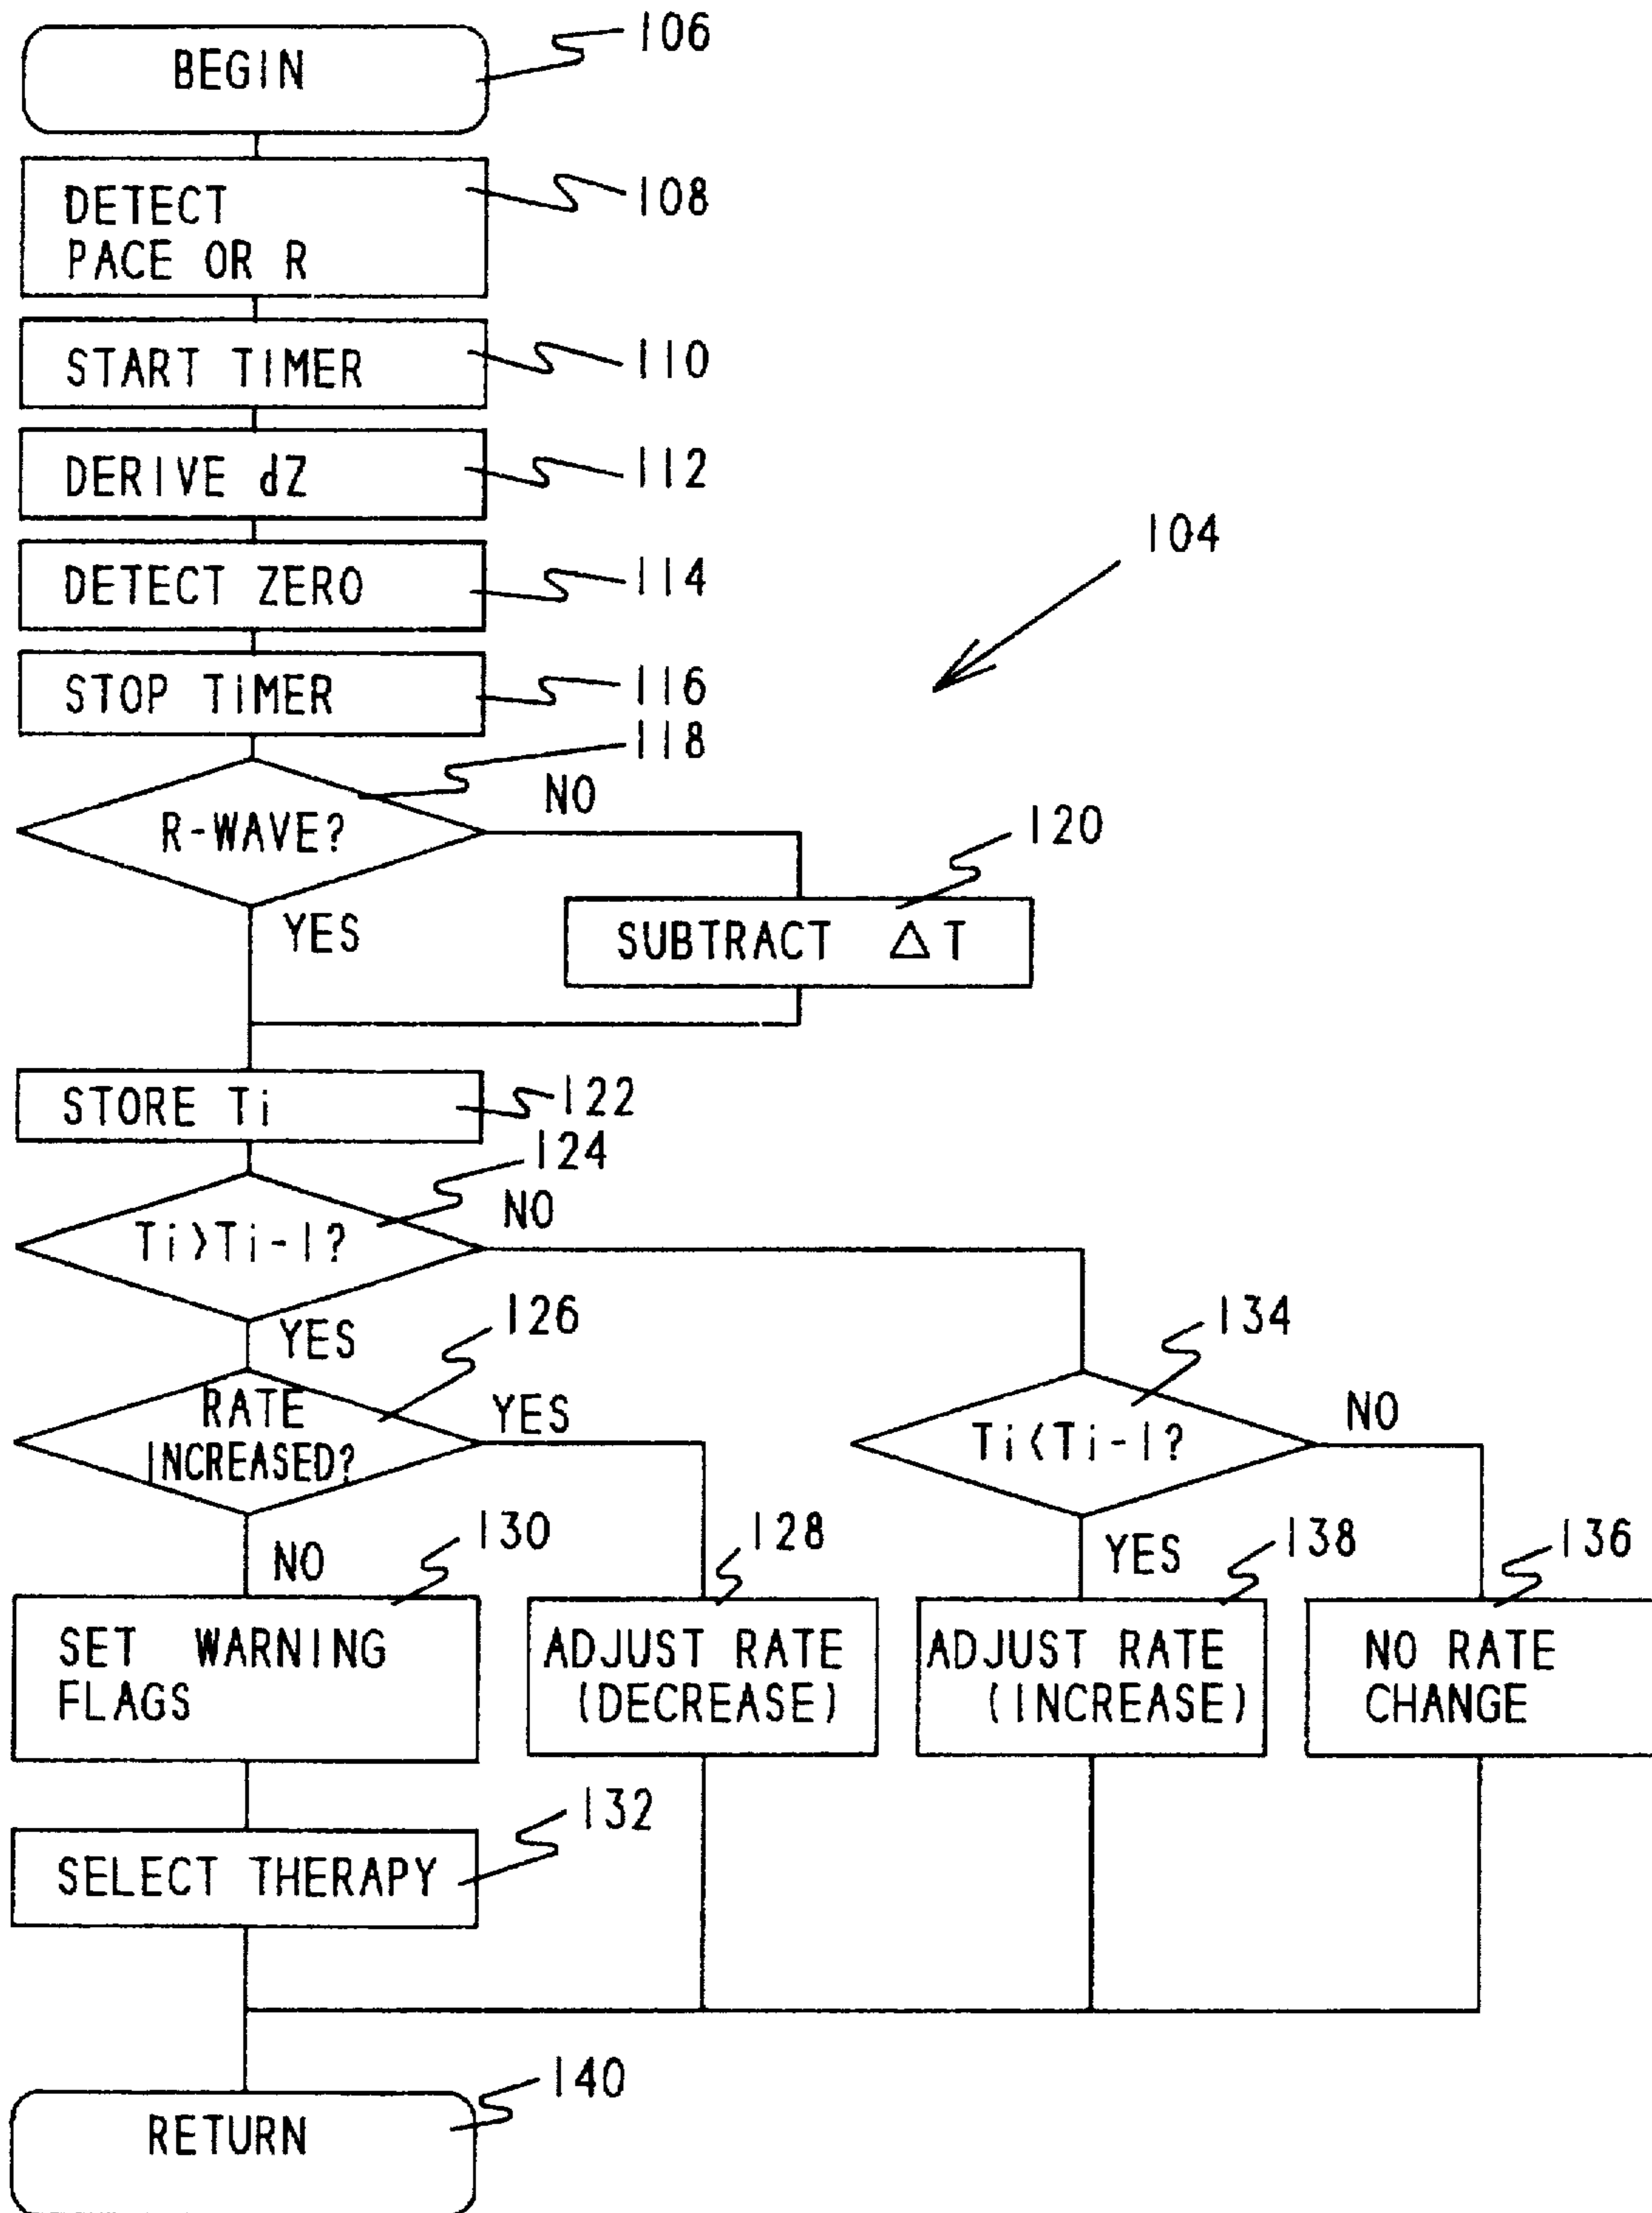 BEGIN
106
DETECT
PACE OR R
108
START TIMER
110
DERIVE dZ
112
DETECT ZERO
114
104
STOP TIMER
116
118
R-WAVE?
NO
YES
120
SUBTRACT △T
STORE Ti
122
124
Ti>Ti-1?
NO
YES
126
RATE
INCREASED?
YES
NO
134
Ti<Ti-1?
NO
YES
130
SET WARNING
FLAGS
128
ADJUST RATE
(DECREASE)
138
ADJUST RATE
(INCREASE)
136
NO RATE
CHANGE
132
SELECT THERAPY
140
RETURN